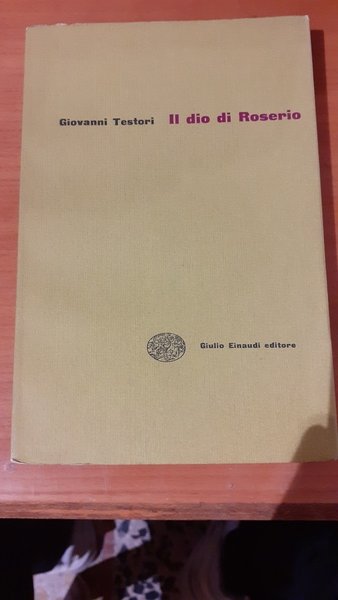 Giovanni Testori Il dio di Roserio
Giulio Einaudi editore